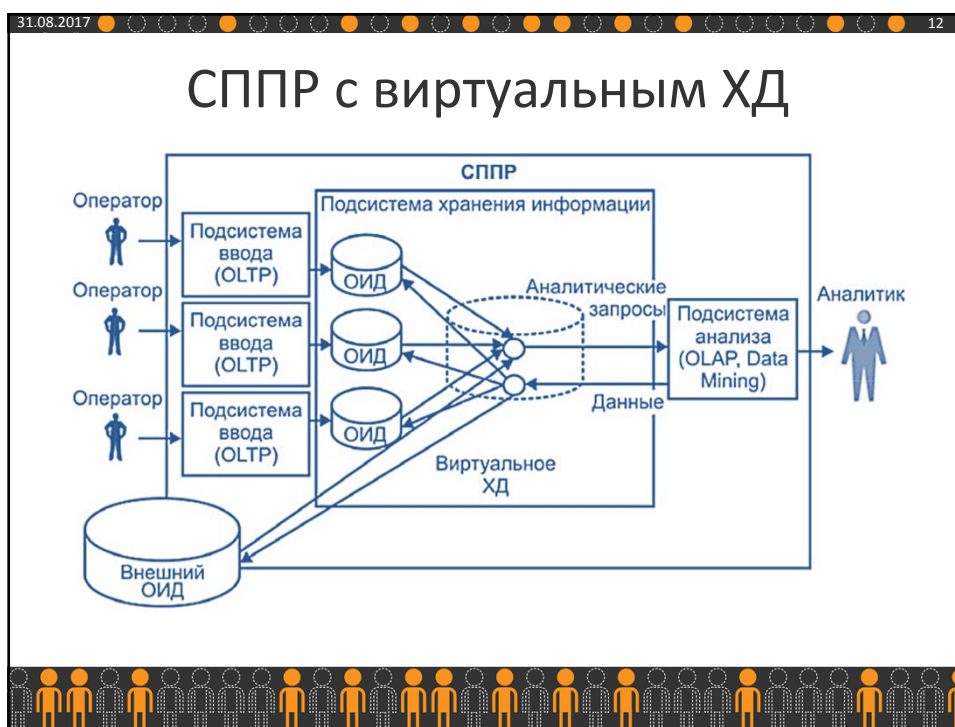 31.08.2017
12
СППР с виртуальным ХД
СППР
Оператор
Подсистема
ввода
(OLTP)
Оператор
Подсистема
ввода
(OLTP)
Оператор
Подсистема
ввода
(OLTP)
Подсистема хранения информации
ОИД
ОИД
ОИД
Аналитические
запросы
Данные
Виртуальное
ХД
Подсистема
анализа
(OLAP, Data
Mining)
Аналитик
Внешний
ОИД